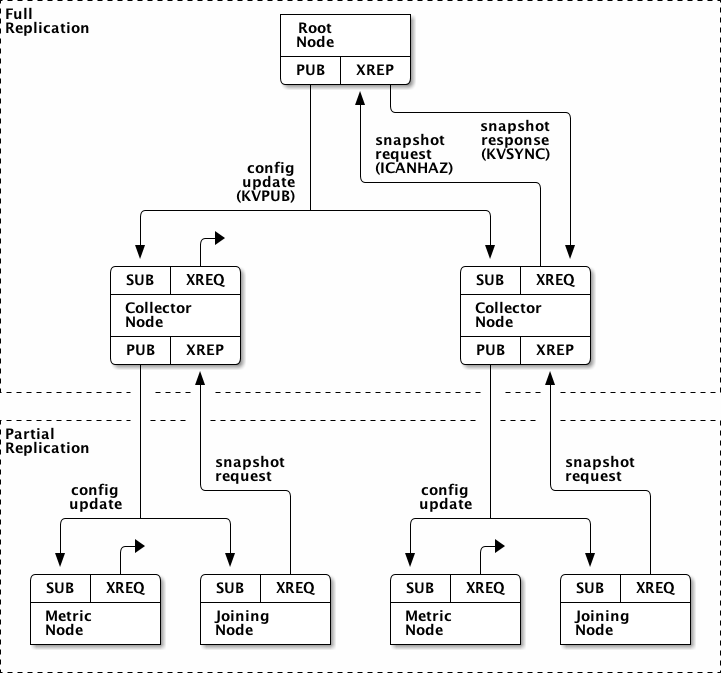 Full
Replication
Root
Node
PUB XREP
snapshot
response
(KVSYNC)
snapshot
request
(ICANHAZ)
config
update
(KVPUB)
SUB XREQ
Collector
Node
PUB XREP
SUB XREQ
Collector
Node
PUB XREP
Partial
Replication
snapshot
request
config
update
snapshot
request
config
update
SUB XREQ
Metric
Node
SUB XREQ
Joining
Node
SUB XREQ
Metric
Node
SUB XREQ
Joining
Node